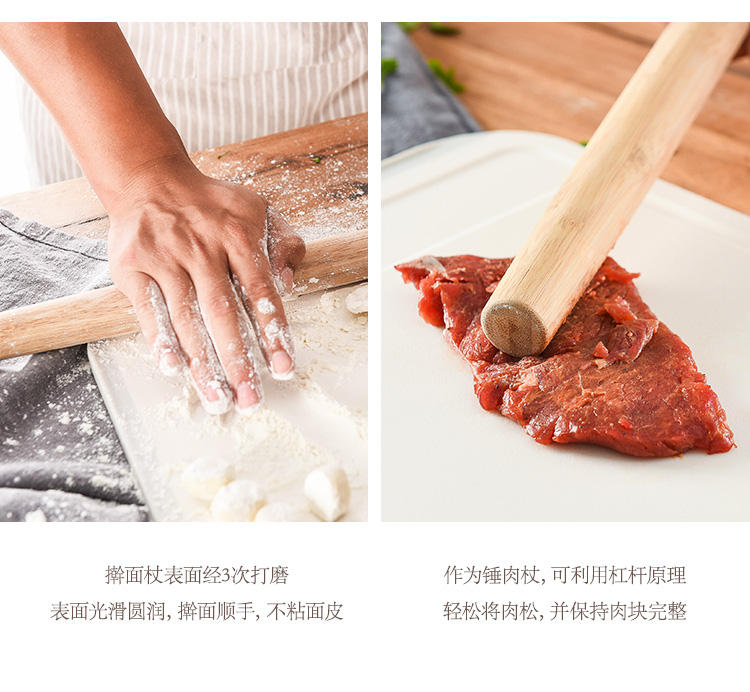 擀面杖表面经3次打磨
表面光滑圆润, 擀面顺手, 不粘面皮
作为锤肉杖, 可利用杠杆原理
轻松将肉松, 并保持肉块完整